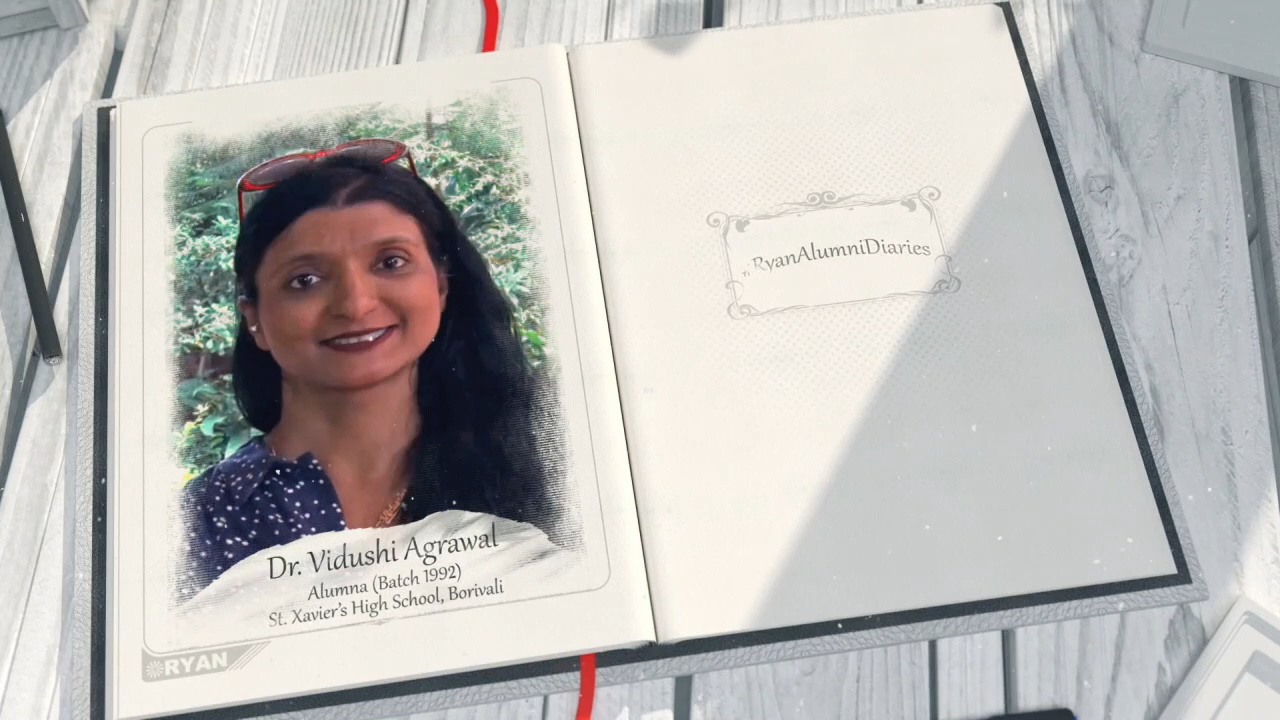 Dr. Vidushi Agrawal
Alumna (Batch 1992)
St. Xavier's High School, Borivali
RYAN
RyanAlumniDiaries